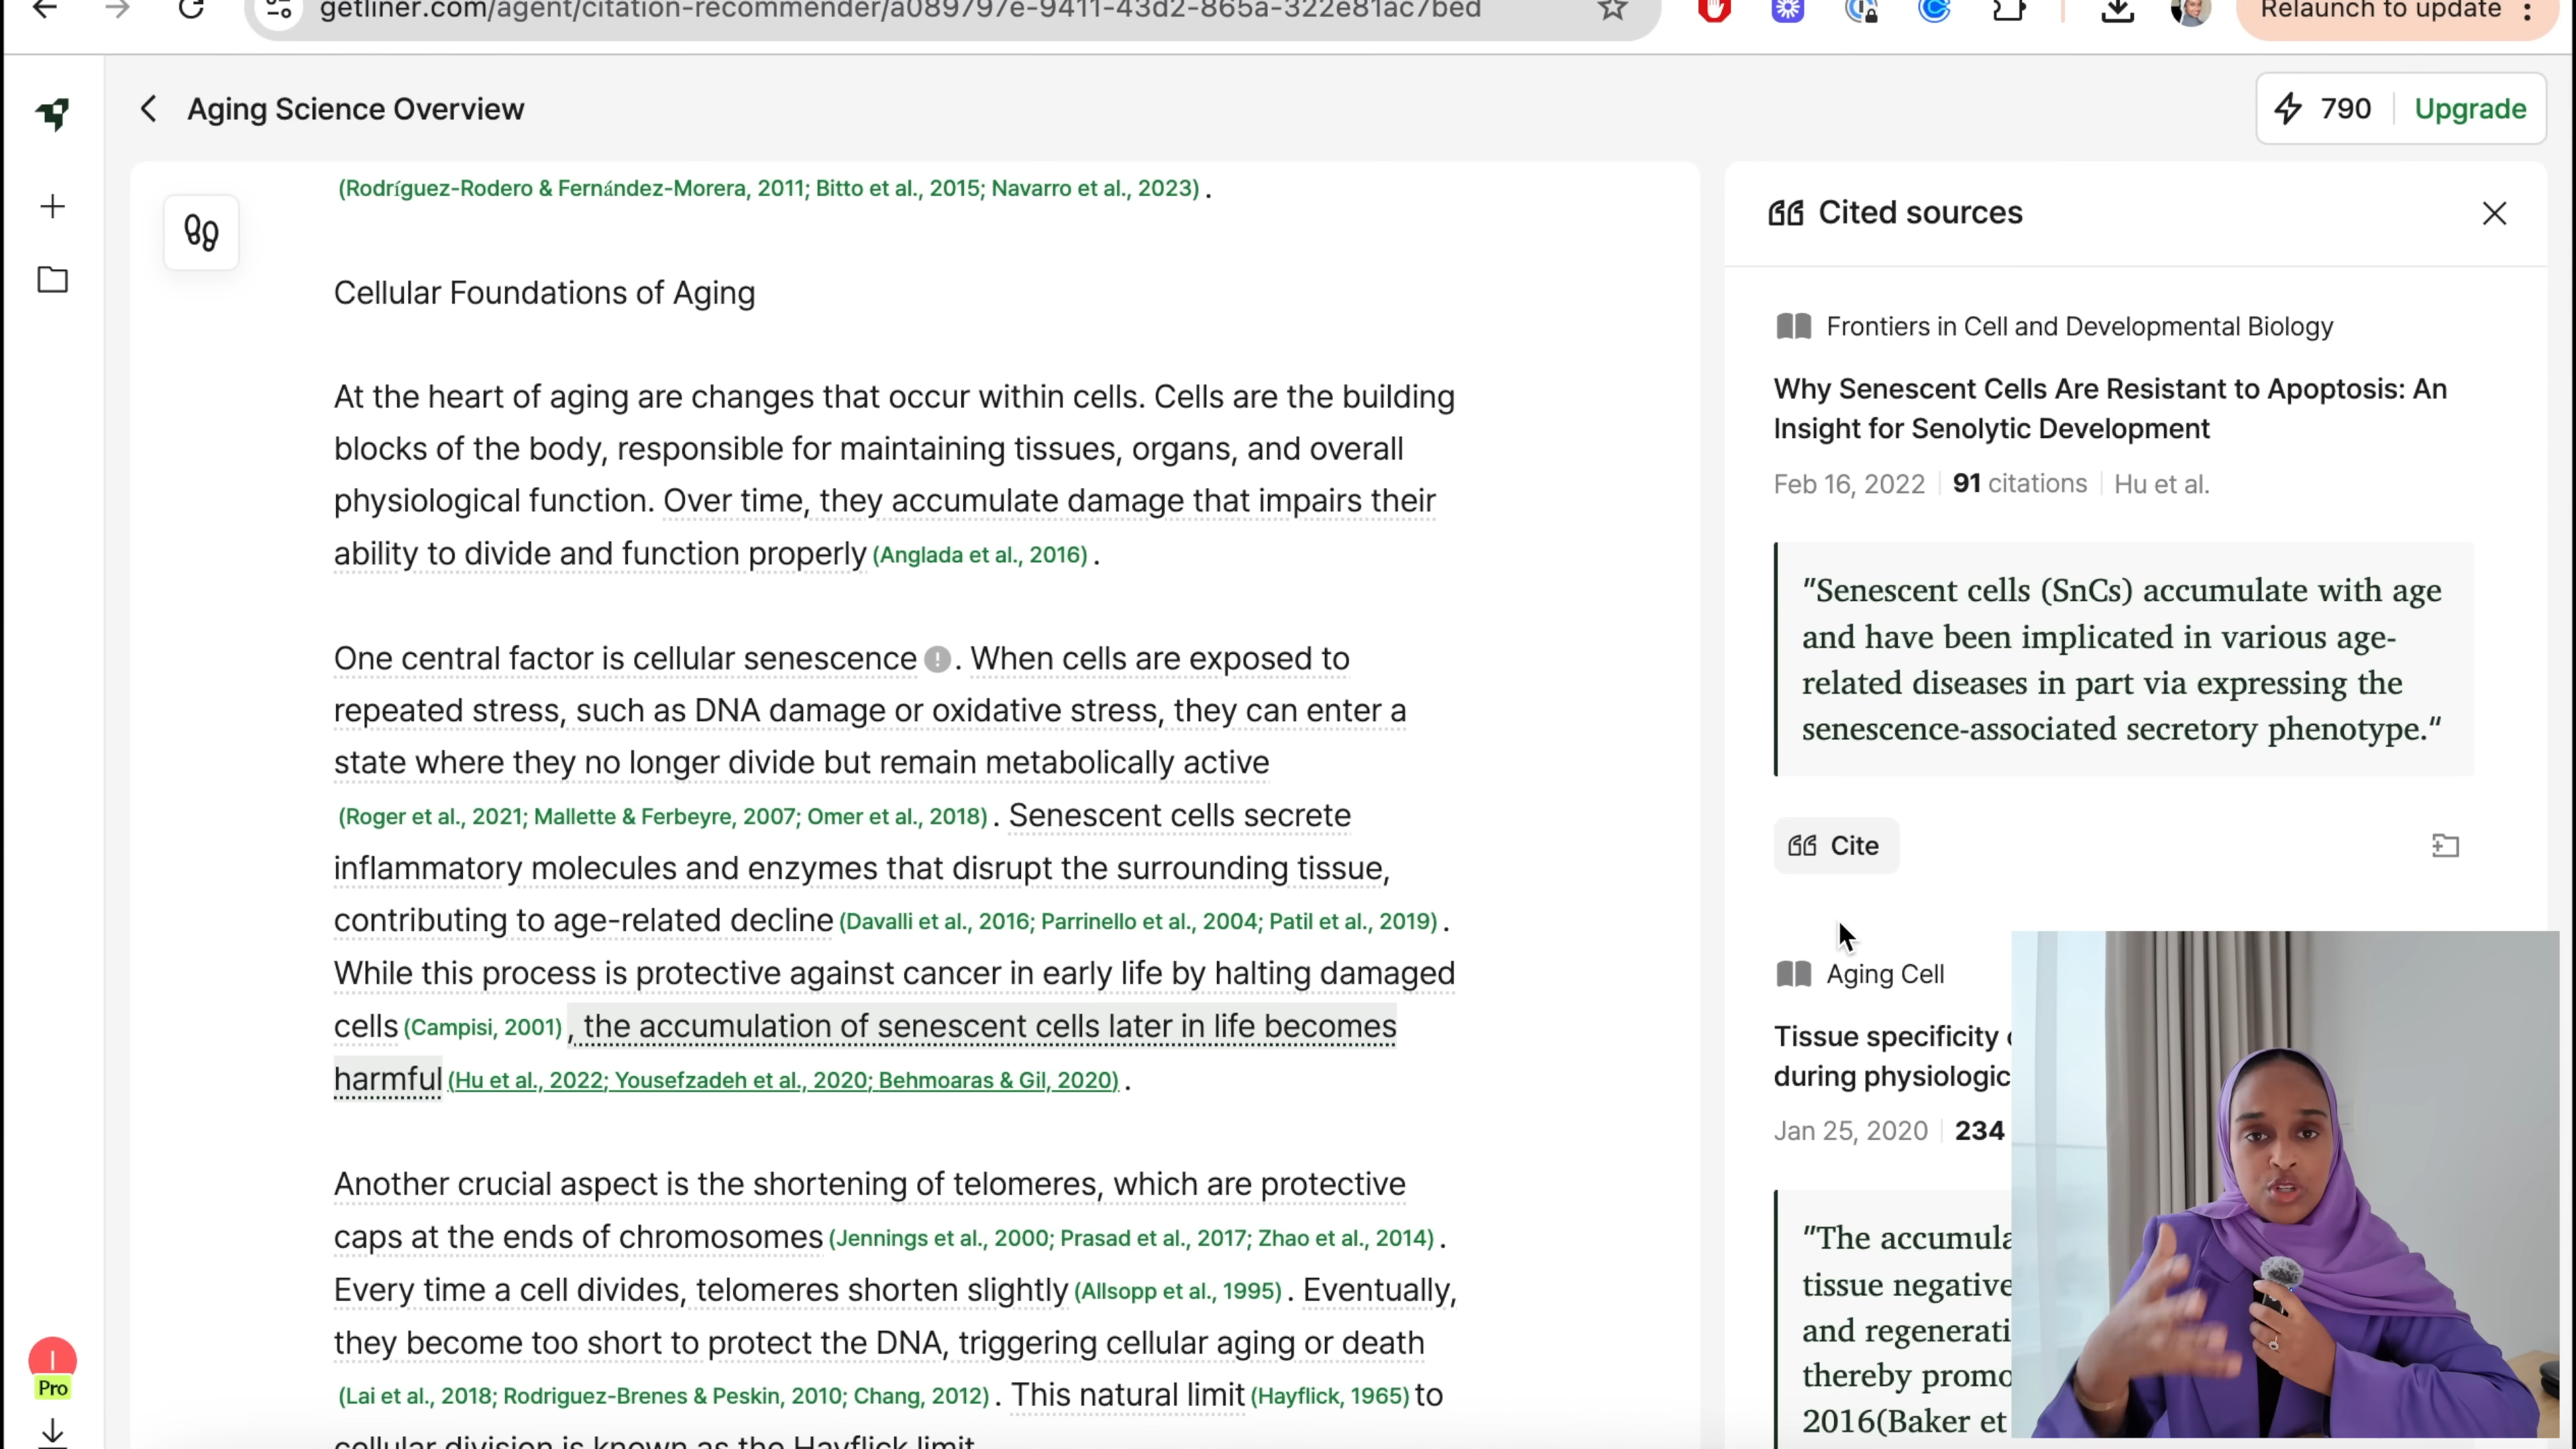 getliner.com/agent/citation-recommender/a089797e-9411-43d2-865a-322e81ac7bed
Relaunch to update
Aging Science Overview
790
Upgrade
(Rodríguez-Rodero & Fernández-Morera, 2011; Bitto et al., 2015; Navarro et al., 2023) .
Cellular Foundations of Aging
At the heart of aging are changes that occur within cells. Cells are the building
blocks of the body, responsible for maintaining tissues, organs, and overall
physiological function. Over time, they accumulate damage that impairs their
ability to divide and function properly (Anglada et al., 2016) .
One central factor is cellular senescence . When cells are exposed to
repeated stress, such as DNA damage or oxidative stress, they can enter a
state where they no longer divide but remain metabolically active
(Roger et al., 2021; Mallette & Ferbeyre, 2007; Omer et al., 2018) . Senescent cells secrete
inflammatory molecules and enzymes that disrupt the surrounding tissue,
contributing to age-related decline (Davalli et al., 2016; Parrinello et al., 2004; Patil et al., 2019) .
While this process is protective against cancer in early life by halting damaged
cells (Campisi, 2001) , the accumulation of senescent cells later in life becomes
harmful (Hu et al., 2022; Yousefzadeh et al., 2020; Behmoaras & Gil, 2020) .
Another crucial aspect is the shortening of telomeres, which are protective
caps at the ends of chromosomes (Jennings et al., 2000; Prasad et al., 2017; Zhao et al., 2014) .
Every time a cell divides, telomeres shorten slightly (Allsopp et al., 1995) . Eventually,
they become too short to protect the DNA, triggering cellular aging or death
(Lai et al., 2018; Rodriguez-Brenes & Peskin, 2010; Chang, 2012) . This natural limit (Hayflick, 1965) to
cellular division is known as the Hayflick limit
Cited sources
Frontiers in Cell and Developmental Biology
Why Senescent Cells Are Resistant to Apoptosis: An
Insight for Senolytic Development
Feb 16, 2022 91 citations Hu et al.
"Senescent cells (SnCs) accumulate with age
and have been implicated in various age-
related diseases in part via expressing the
senescence-associated secretory phenotype."
Cite
Aging Cell
Tissue specificity
during physiologic
Jan 25, 2020 234
"The accumula
tissue negative
and regenerati
thereby promo
2016(Baker et
I
Pro